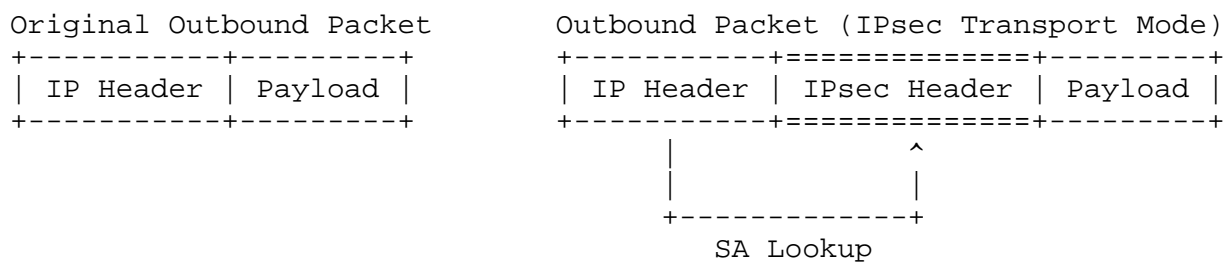 Original Outbound Packet Outbound Packet (IPsec Transport Mode)
+-----------+---------+ +-----------+==============+---------+
| IP Header | Payload | | IP Header | IPsec Header | Payload |
+-----------+---------+ +-----------+==============+---------+
| ^
| |
+-------------+
SA Lookup